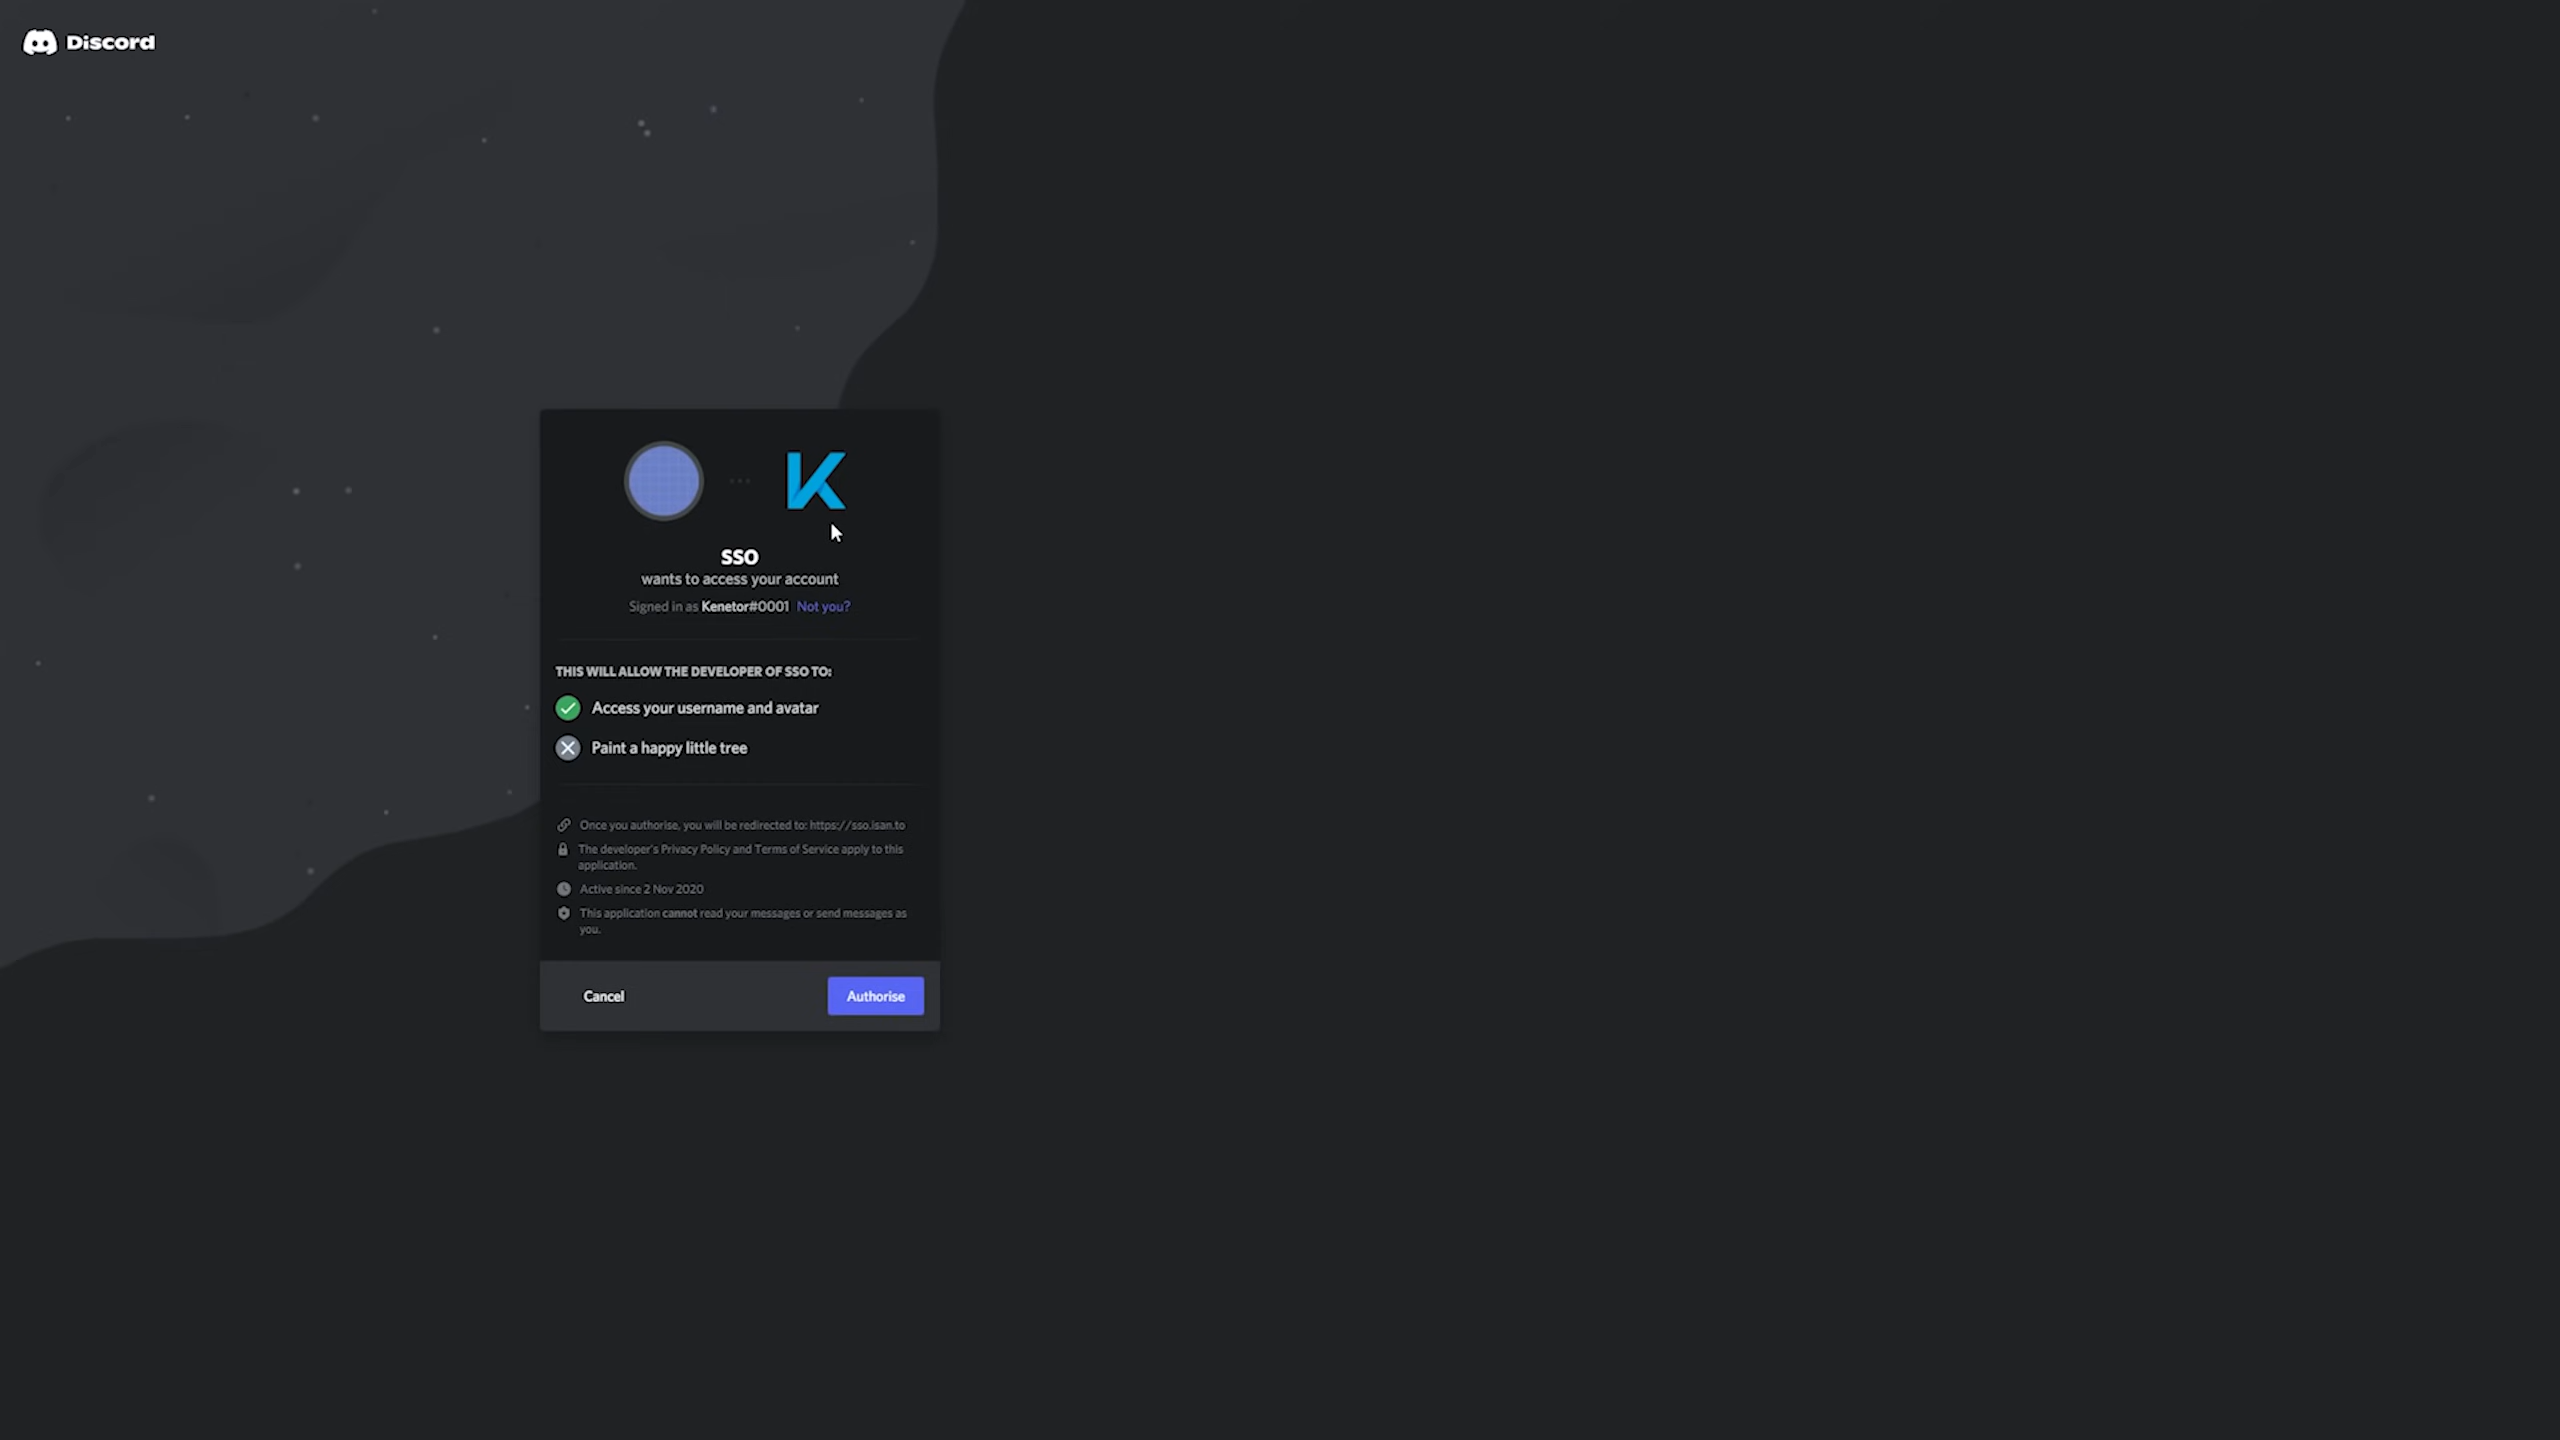 Discord
SSO
wants to access your account
Signed in as Kenetor#0001 Not you?
THIS WILL ALLOW THE DEVELOPER OF SSO TO:
Access your username and avatar
Paint a happy little tree
Once you authorise, you will be redirected to: https://sso.isan.to
The developer's Privacy Policy and Terms of Service apply to this
application.
Active since 2 Nov 2020
This application cannot read your messages or send messages as
you.
Cancel
Authorise